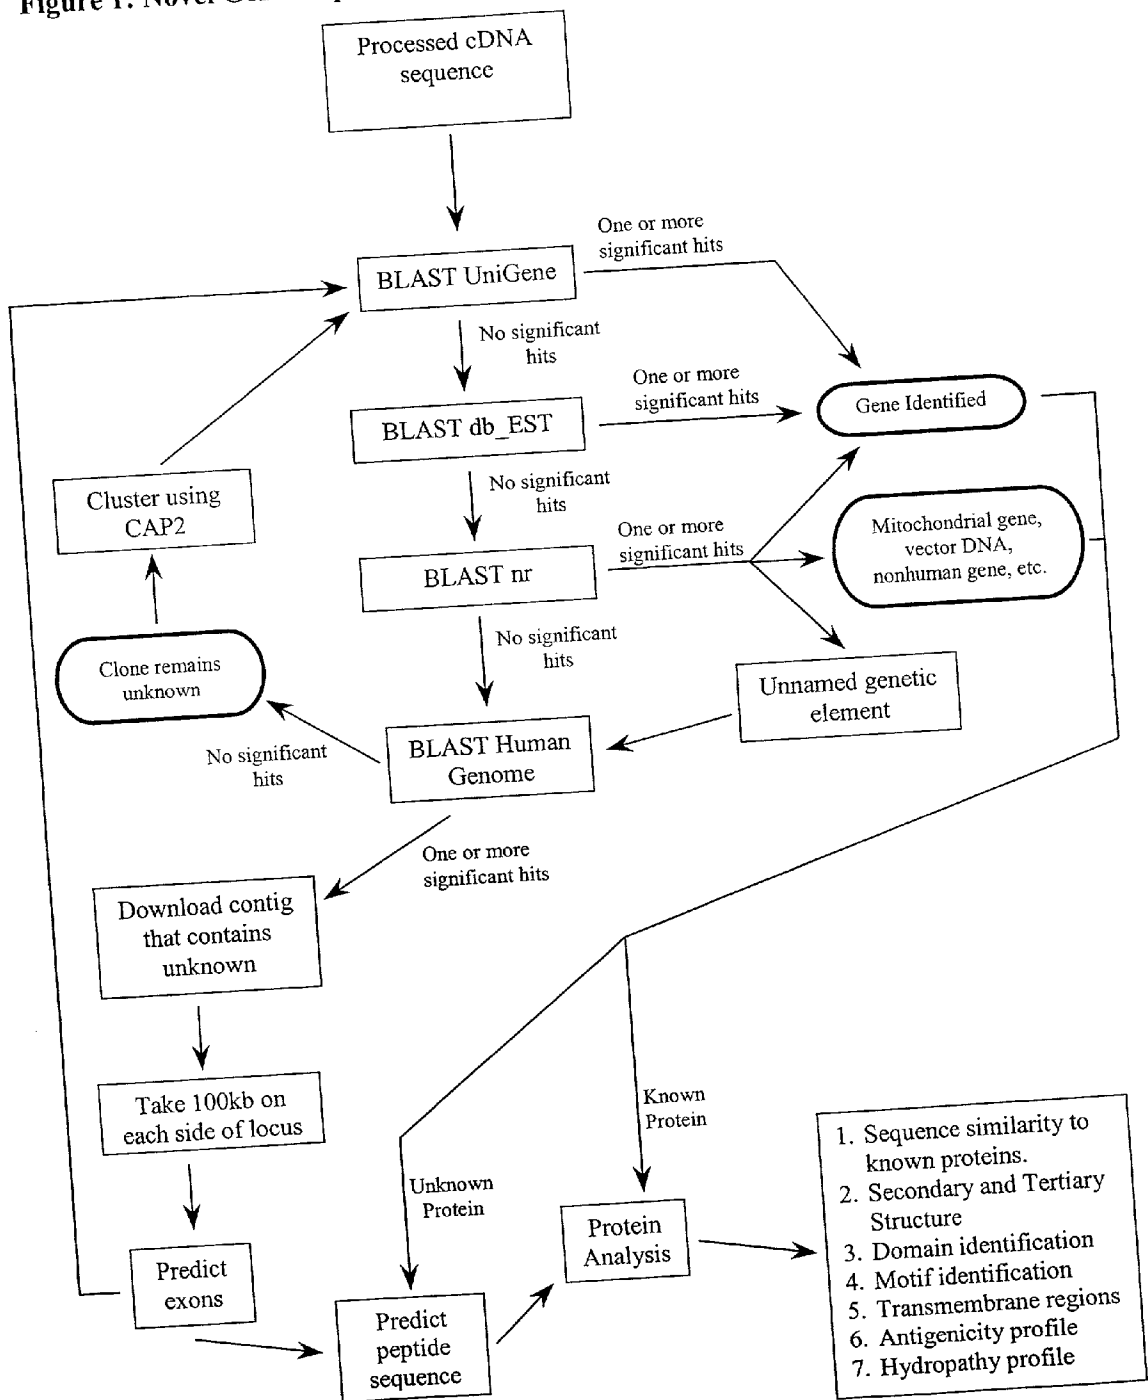 Figure 1: Novel
Processed cDNA
sequence
One or more
significant hits
BLAST UniGene
No significant
hits
One or more
significant hits
Gene Identified
BLAST db_EST
Cluster using
CAP2
No significant
hits
One or more
significant hits
Mitochondrial gene,
vector DNA,
nonhuman gene, etc.
BLAST nr
No significant
hits
Clone remains
unknown
Unnamed genetic
element
No significant
hits
BLAST Human
Genome
One or more
significant hits
Download contig
that contains
unknown
Take 100kb on
each side of locus
Known
Protein
Unknown
Protein
Predict
exons
Protein
Analysis
Predict
peptide
sequence
1. Sequence similarity to
known proteins.
2. Secondary and Tertiary
Structure
3. Domain identification
4. Motif identification
5. Transmembrane regions
6. Antigenicity profile
7. Hydropathy profile